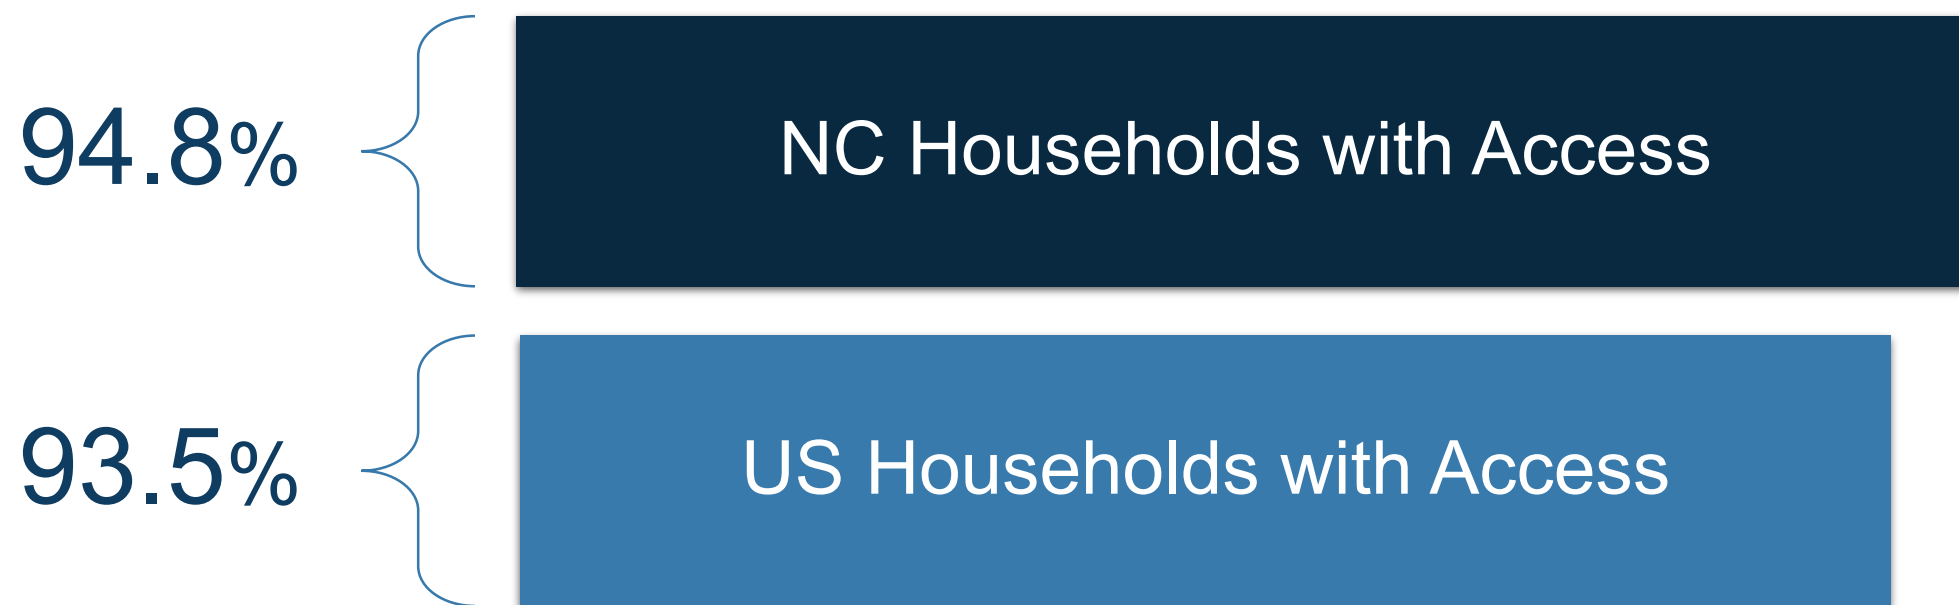 94.8% NC Households with Access
93.5% US Households with Access